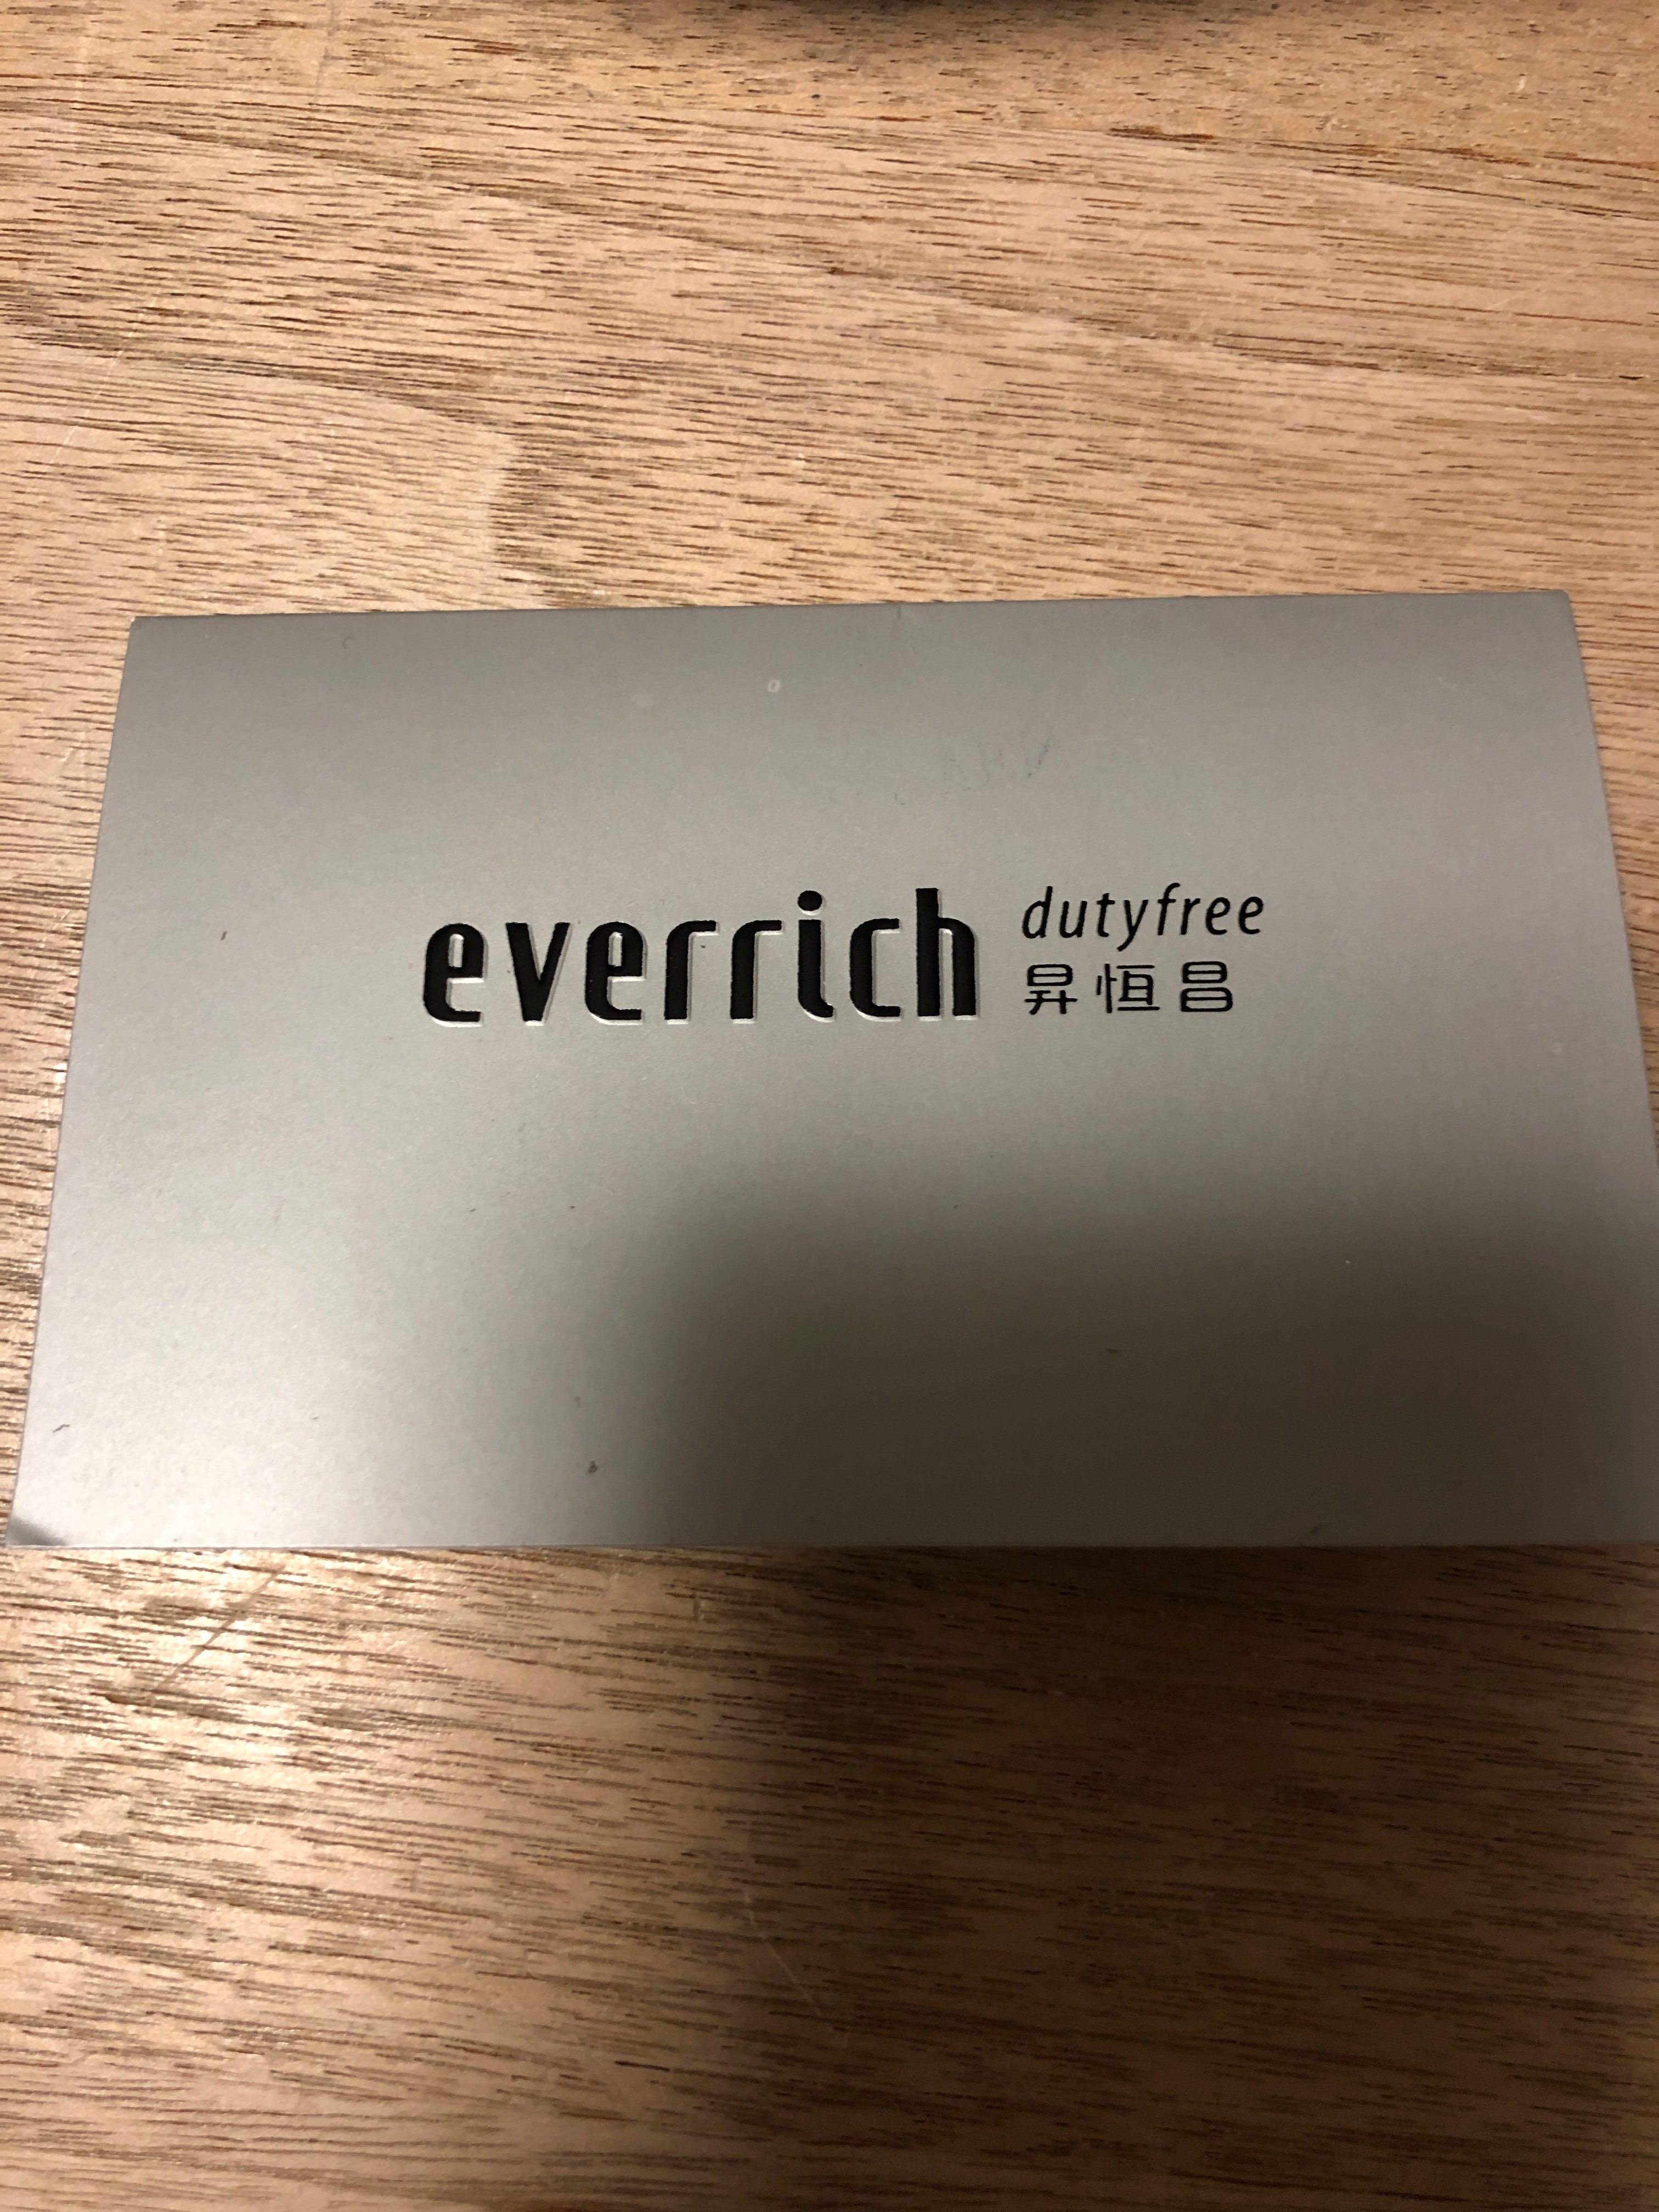 everrich
dutyfree
昇恆昌